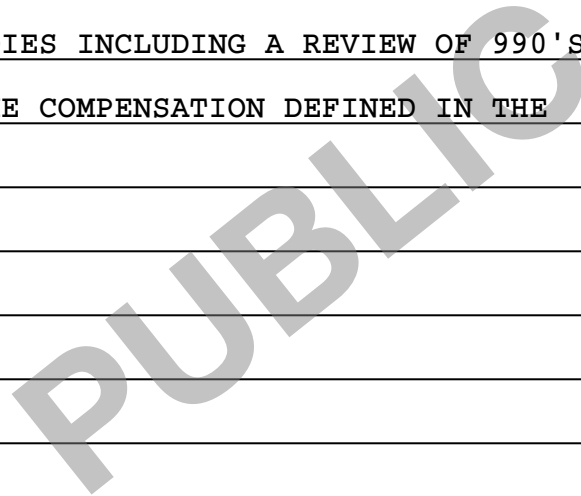 IES INCLUDING A REVIEW OF 990'S
E COMPENSATION DEFINED IN THE
PUBLIC